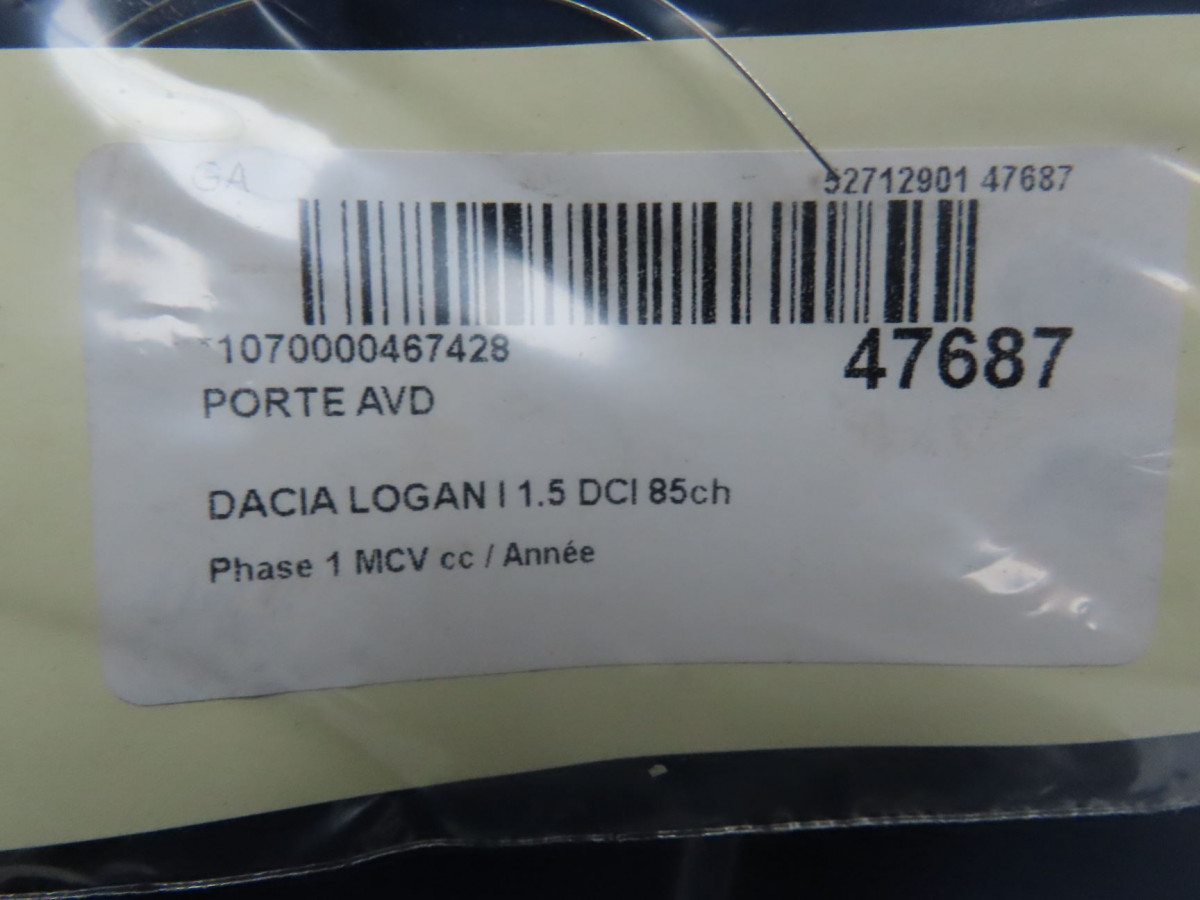 GA
52712901 47687
*1070000467428
47687
PORTE AVD
DACIA LOGAN I 1.5 DCI 85ch
Phase 1 MCV cc / Année